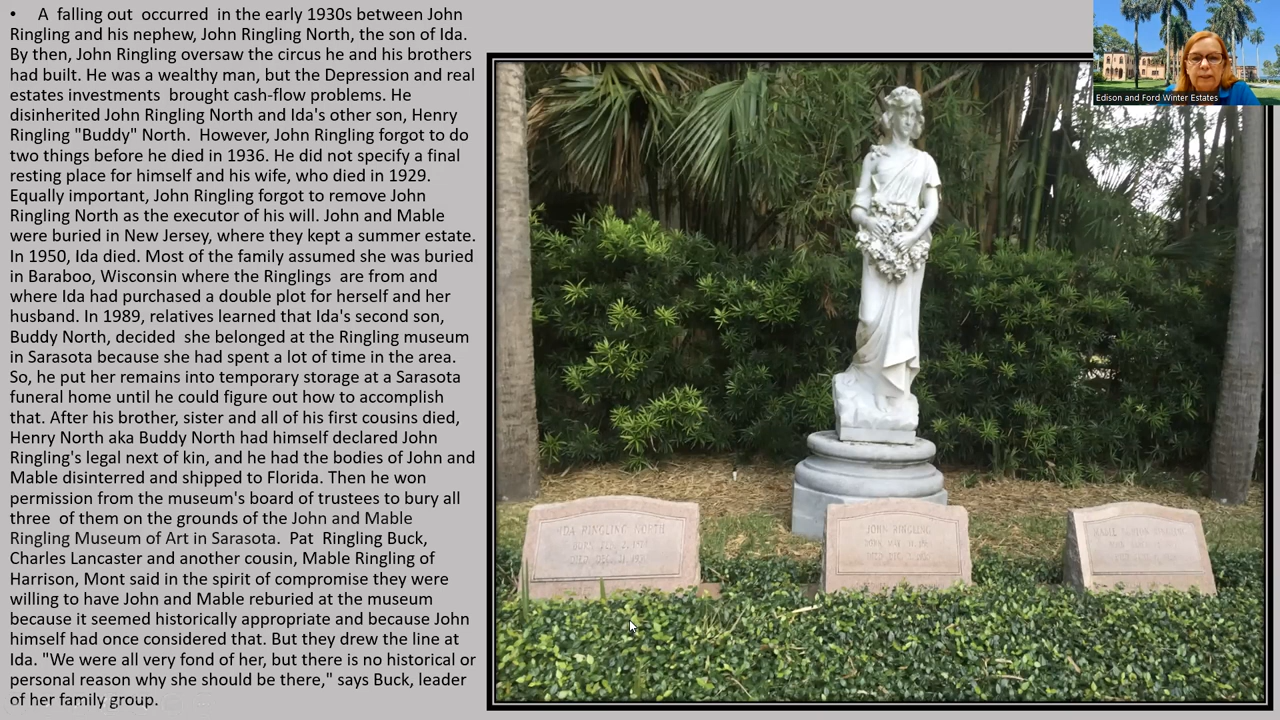 • A falling out occurred in the early 1930s between John
Ringling and his nephew, John Ringling North, the son of Ida.
By then, John Ringling oversaw the circus he and his brothers
had built. He was a wealthy man, but the Depression and real
estates investments brought cash-flow problems. He
disinherited John Ringling North and Ida's other son, Henry
Ringling "Buddy" North. However, John Ringling forgot to do
two things before he died in 1936. He did not specify a final
resting place for himself and his wife, who died in 1929.
Equally important, John Ringling forgot to remove John
Ringling North as the executor of his will. John and Mable
were buried in New Jersey, where they kept a summer estate.
In 1950, Ida died. Most of the family assumed she was buried
in Baraboo, Wisconsin where the Ringlings are from and
where Ida had purchased a double plot for herself and her
husband. In 1989, relatives learned that Ida's second son,
Buddy North, decided she belonged at the Ringling museum
in Sarasota because she had spent a lot of time in the area.
So, he put her remains into temporary storage at a Sarasota
funeral home until he could figure out how to accomplish
that. After his brother, sister and all of his first cousins died,
Henry North aka Buddy North had himself declared John
Ringling's legal next of kin, and he had the bodies of John and
Mable disinterred and shipped to Florida. Then he won
permission from the museum's board of trustees to bury all
three of them on the grounds of the John and Mable
Ringling Museum of Art in Sarasota. Pat Ringling Buck,
Charles Lancaster and another cousin, Mable Ringling of
Harrison, Mont said in the spirit of compromise they were
willing to have John and Mable reburied at the museum
because it seemed historically appropriate and because John
himself had once considered that. But they drew the line at
Ida. "We were all very fond of her, but there is no historical or
personal reason why she should be there," says Buck, leader
of her family group.
Edison and Ford Winter Estates
IDA RINGLING NORTH
JOHN RINGLING